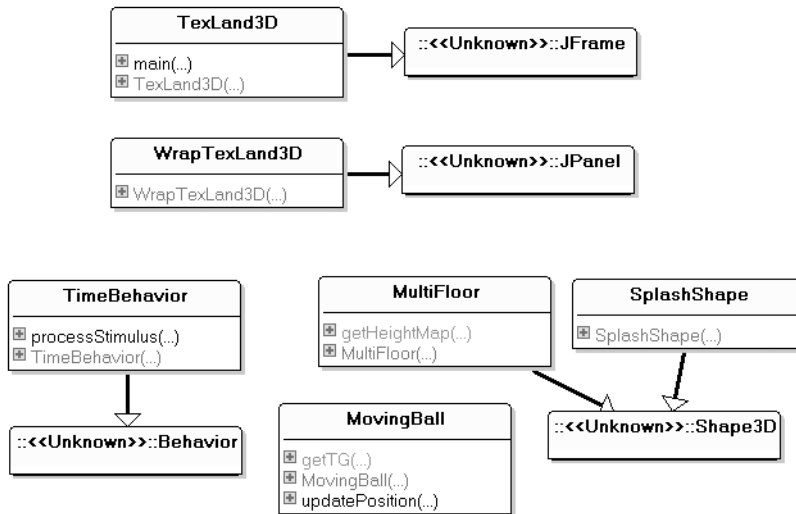 TexLand3D
main(...)
TexLand3D(...)
::<<Unknown>>::JFrame
WrapTexLand3D
WrapTexLand3D(...)
::<<Unknown>>::JPanel
TimeBehavior
processStimulus(...)
TimeBehavior(...)
::<<Unknown>>::Behavior
MultiFloor
getHeightMap(...)
MultiFloor(...)
SplashShape
SplashShape(...)
MovingBall
getTG(...)
MovingBall(...)
updatePosition(...)
::<<Unknown>>::Shape3D